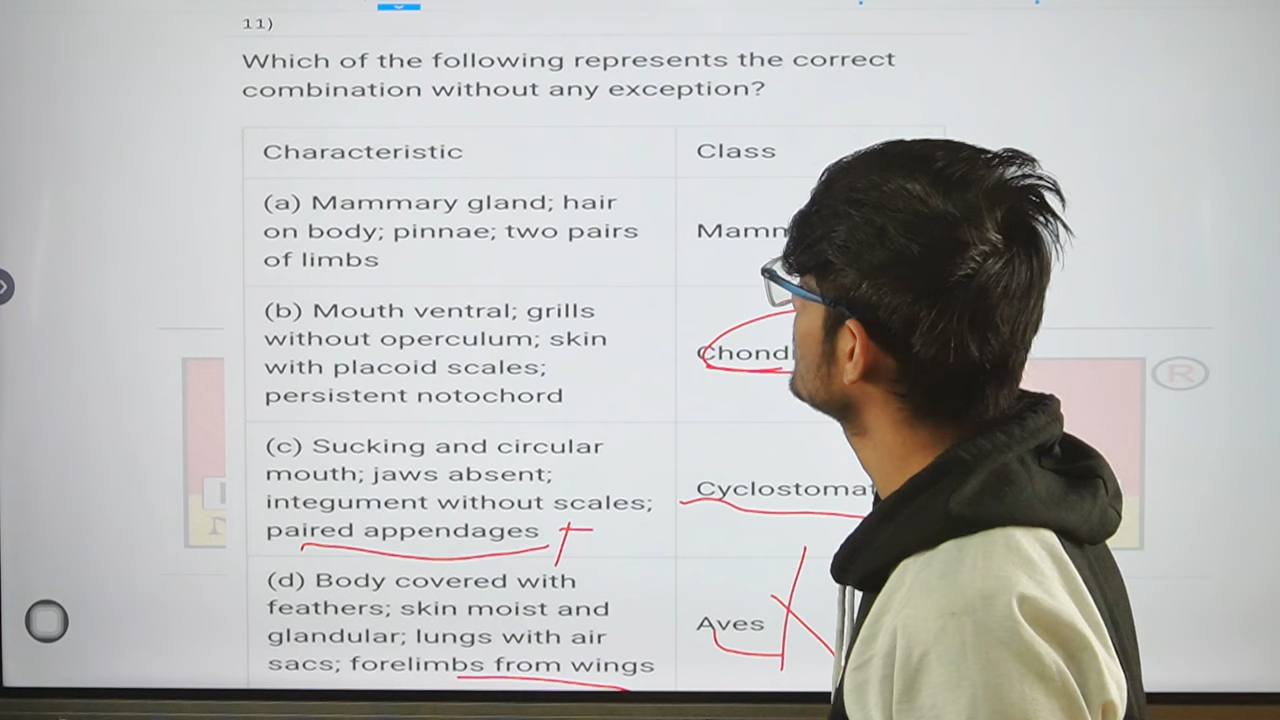 11)
Which of the following represents the correct
combination without any exception?
Characteristic
Class
(a) Mammary gland; hair
on body; pinnae; two pairs
of limbs
Mamm
(b) Mouth ventral; grills
without operculum; skin
with placoid scales;
persistent notochord
Chond
(c) Sucking and circular
mouth; jaws absent;
integument without scales;
paired appendages
Cyclostomat
(d) Body covered with
feathers; skin moist and
glandular; lungs with air
sacs; forelimbs from wings
Aves
®